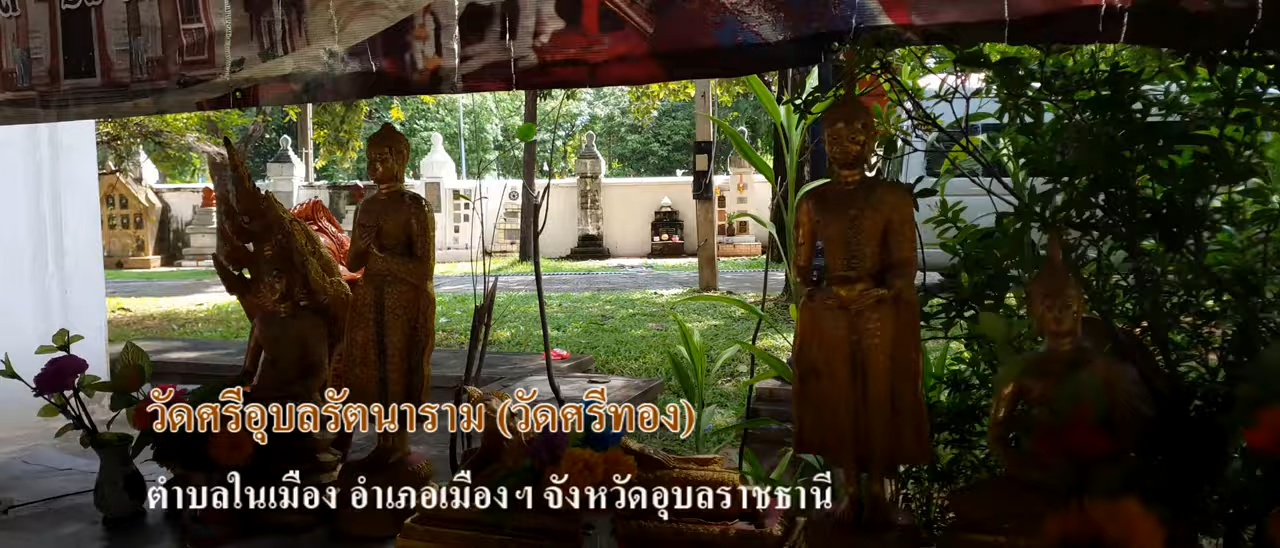 วัดศรีอุบลรัตนาราม (วัดศรีทอง)
ตำบลในเมือง อำเภอเมืองฯ จังหวัดอุบลราชธานี